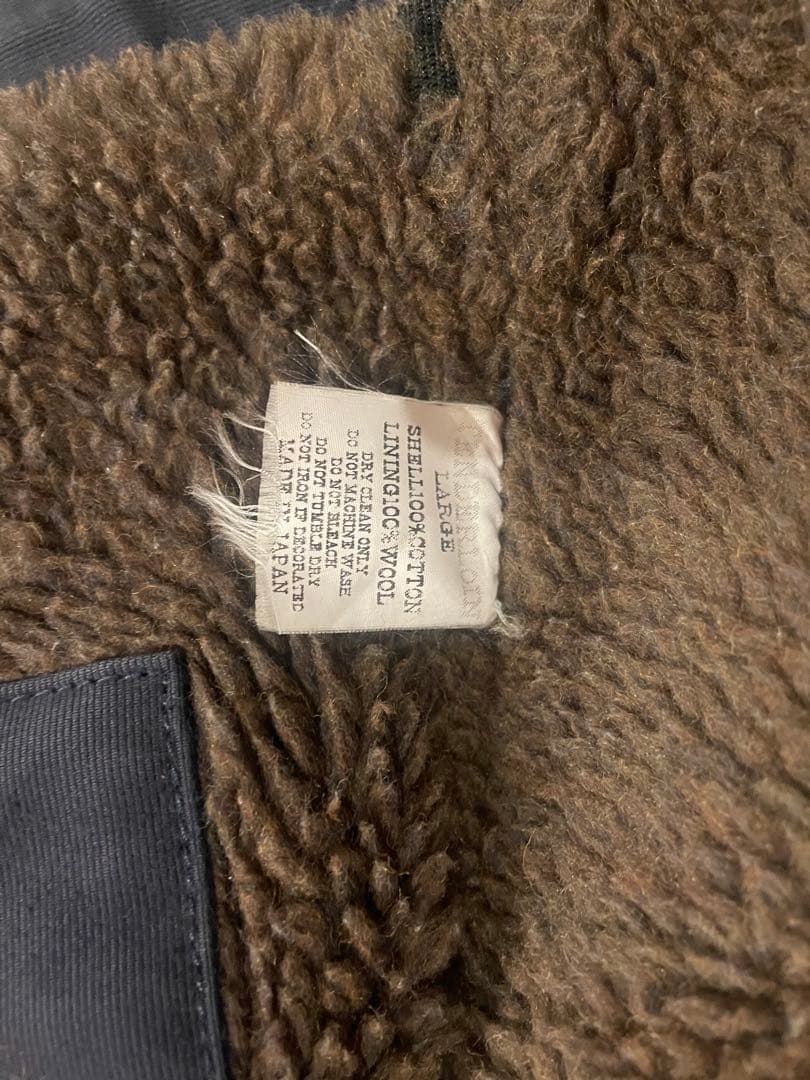 TENDERLOIN
LARGE
SHELL100%COTTON
LINING100%WOOL
DRY CLEAN ONLY
DO NOT MACHINE WASH
DO NOT BLEACH
DO NOT TUMBLE DRY
DO NOT IRON IF DECORATED
MADE IN JAPAN